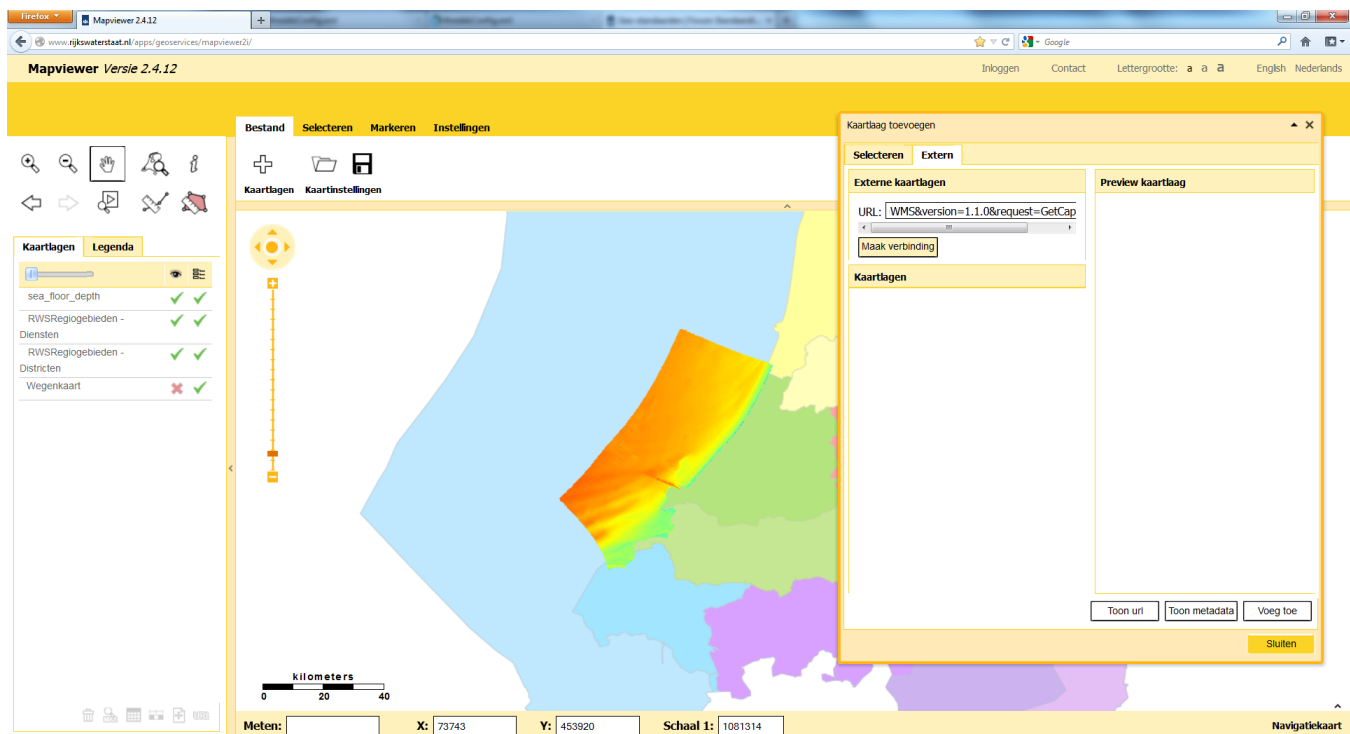 Firefox
Mapviewer 2.4.12
www.rijkswaterstaat.nl/apps/geoservices/mapviewer2i/
Google
Mapviewer Versie 2.4.12
Inloggen Contact Lettergrootte: a a a English Nederlands
Bestand Selecteren Markeren Instellingen
Kaartlagen Kaartinstellingen
Kaartlagen Legenda
sea_floor_depth
RWSRegiogebieden -
Diensten
RWSRegiogebieden -
Districten
Wegenkaart
Kaartlaag toevoegen
Selecteren Extern
Externe kaartlagen
URL: WMS&version=1.1.0&request=GetCap
Maak verbinding
Kaartlagen
Preview kaartlaag
Toon url Toon metadata Voeg toe
Sluiten
kilometers
0 20 40
Meten: X: 73743 Y: 453920 Schaal 1: 1081314 Navigatiekaart